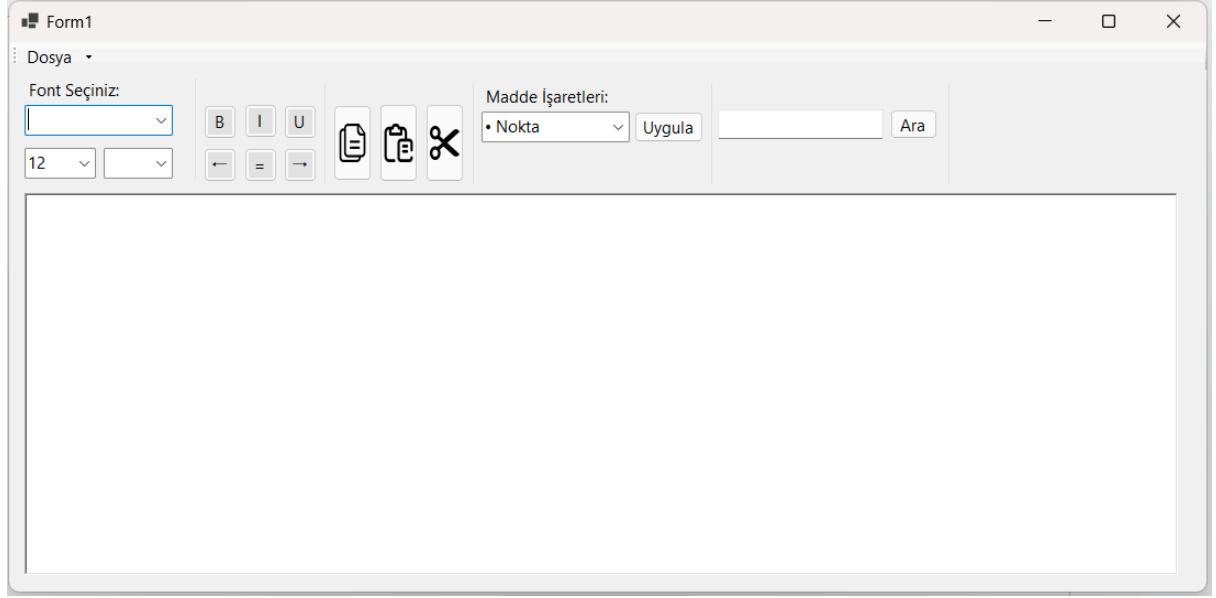 Form1
Dosya
Font Seçiniz:
12
B I U
← = →
Madde İşaretleri:
• Nokta
Uygula
Ara